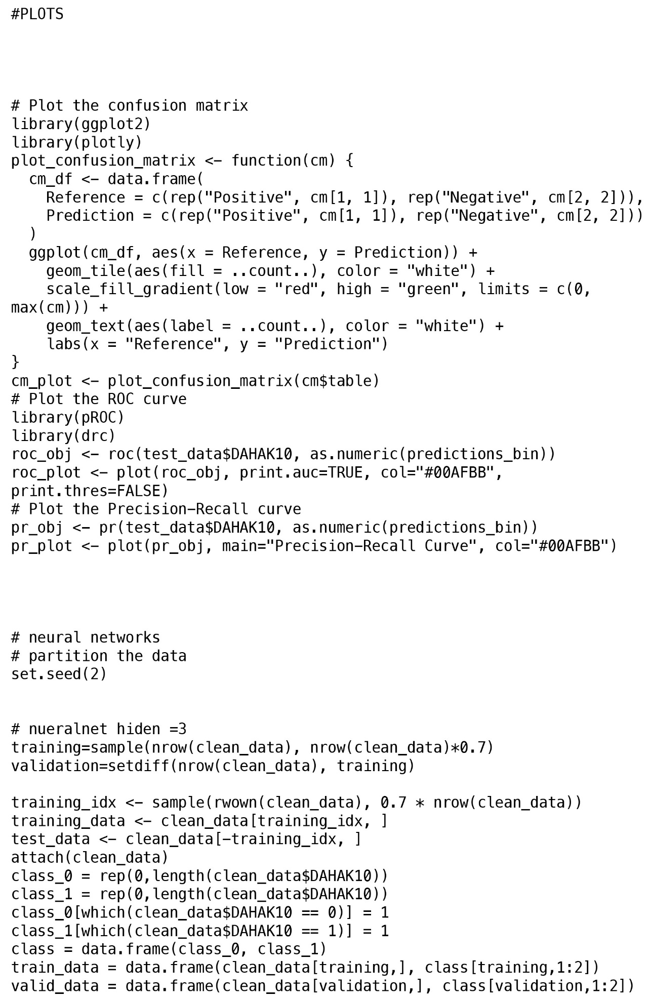 #PLOTS
# Plot the confusion matrix
library(ggplot2)
library(plotly)
plot_confusion_matrix <- function(cm) {
  cm_df <- data.frame(
    Reference = c(rep("Positive", cm[1, 1]), rep("Negative", cm[2, 2])),
    Prediction = c(rep("Positive", cm[1, 1]), rep("Negative", cm[2, 2]))
  )
  ggplot(cm_df, aes(x = Reference, y = Prediction)) +
    geom_tile(aes(fill = ..count..), color = "white") +
    scale_fill_gradient(low = "red", high = "green", limits = c(0,
max(cm))) +
    geom_text(aes(label = ..count..), color = "white") +
    labs(x = "Reference", y = "Prediction")
}
cm_plot <- plot_confusion_matrix(cm$table)
# Plot the ROC curve
library(pROC)
library(drc)
roc_obj <- roc(test_data$DAHAK10, as.numeric(predictions_bin))
roc_plot <- plot(roc_obj, print.auc=TRUE, col="#00AFBB",
print.thres=FALSE)
# Plot the Precision-Recall curve
pr_obj <- pr(test_data$DAHAK10, as.numeric(predictions_bin))
pr_plot <- plot(pr_obj, main="Precision-Recall Curve", col="#00AFBB")
# neural networks
# partition the data
set.seed(2)
# nueralnet hiden =3
training=sample(nrow(clean_data), nrow(clean_data)*0.7)
validation=setdiff(nrow(clean_data), training)
training_idx <- sample(rwown(clean_data), 0.7 * nrow(clean_data))
training_data <- clean_data[training_idx, ]
test_data <- clean_data[-training_idx, ]
attach(clean_data)
class_0 = rep(0,length(clean_data$DAHAK10))
class_1 = rep(0,length(clean_data$DAHAK10))
class_0[which(clean_data$DAHAK10 == 0)] = 1
class_1[which(clean_data$DAHAK10 == 1)] = 1
class = data.frame(class_0, class_1)
train_data = data.frame(clean_data[training,], class[training,1:2])
valid_data = data.frame(clean_data[validation,], class[validation,1:2])